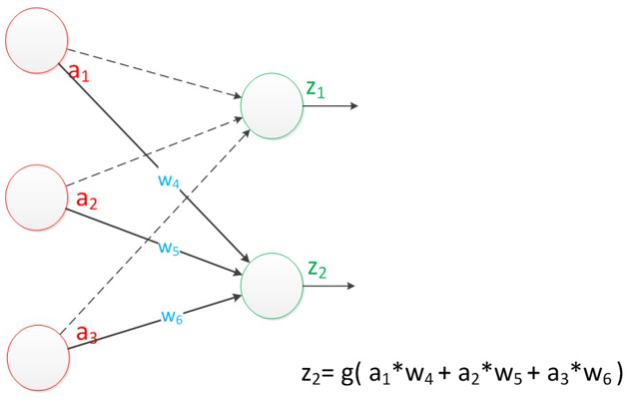 a₁
z₁
w₄
a₂
w₅
z₂
w₆
a₃
z₂= g( a₁*w₄ + a₂*w₅ + a₃*w₆ )